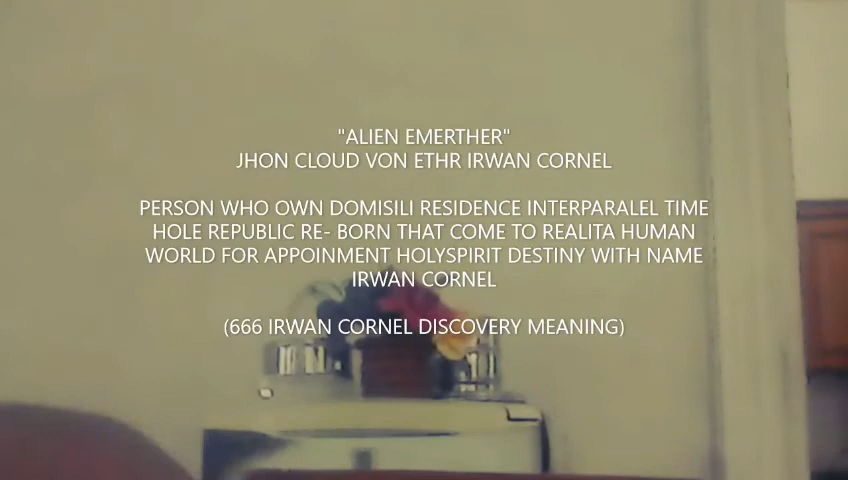 "ALIEN EMERTHER"
JHON CLOUD VON ETHR IRWAN CORNEL
PERSON WHO OWN DOMISILI RESIDENCE INTERPARALEL TIME
HOLE REPUBLIC RE- BORN THAT COME TO REALITA HUMAN
WORLD FOR APPOINMENT HOLYSPIRIT DESTINY WITH NAME
IRWAN CORNEL
(666 IRWAN CORNEL DISCOVERY MEANING)